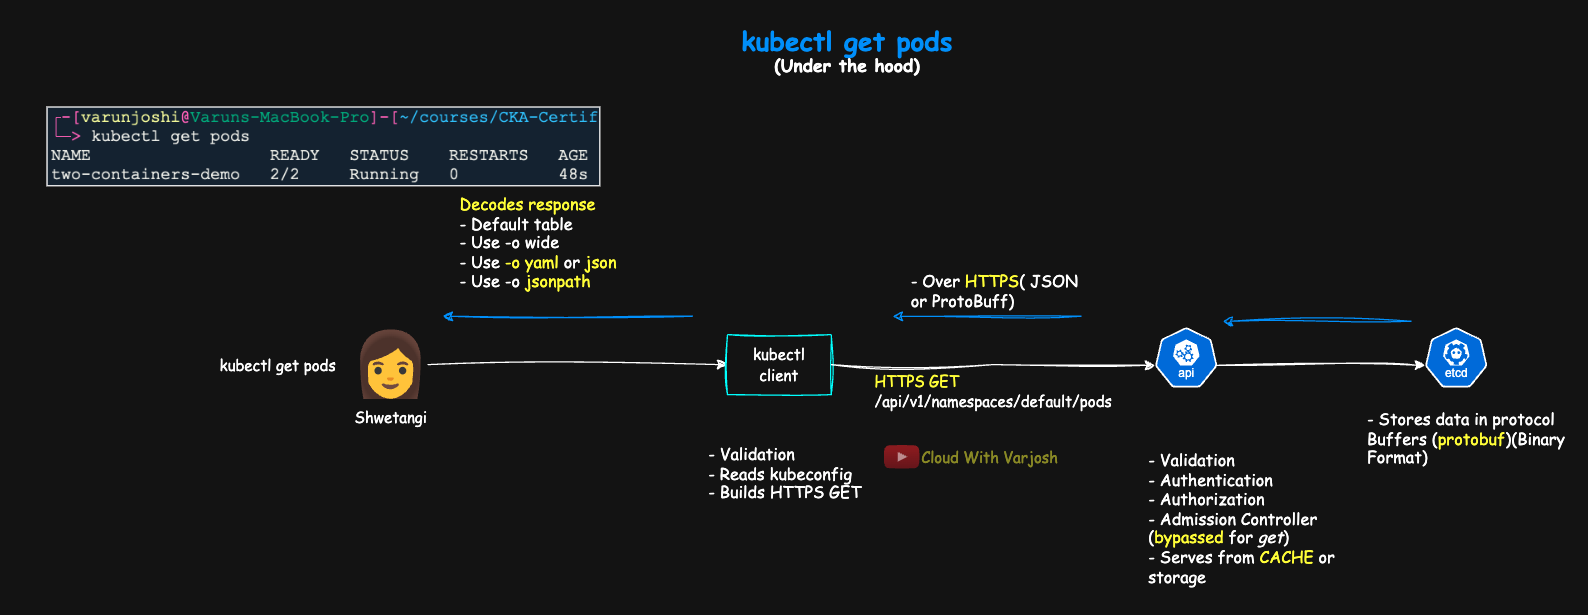 kubectl get pods
(Under the hood)
┌─[varunjoshi@Varuns-MacBook-Pro]-[~/courses/CKA-Certif
└─> kubectl get pods
NAME READY STATUS RESTARTS AGE
two-containers-demo 2/2 Running 0 48s
Decodes response
- Default table
- Use -o wide
- Use -o yaml or json
- Use -o jsonpath
- Over HTTPS( JSON
or ProtoBuff)
kubectl get pods
Shwetangi
kubectl
client
HTTPS GET
/api/v1/namespaces/default/pods
api
etcd
- Validation
- Reads kubeconfig
- Builds HTTPS GET
Cloud With Varjosh
- Validation
- Authentication
- Authorization
- Admission Controller
(bypassed for get)
- Serves from CACHE or
storage
- Stores data in protocol
Buffers (protobuf)(Binary
Format)